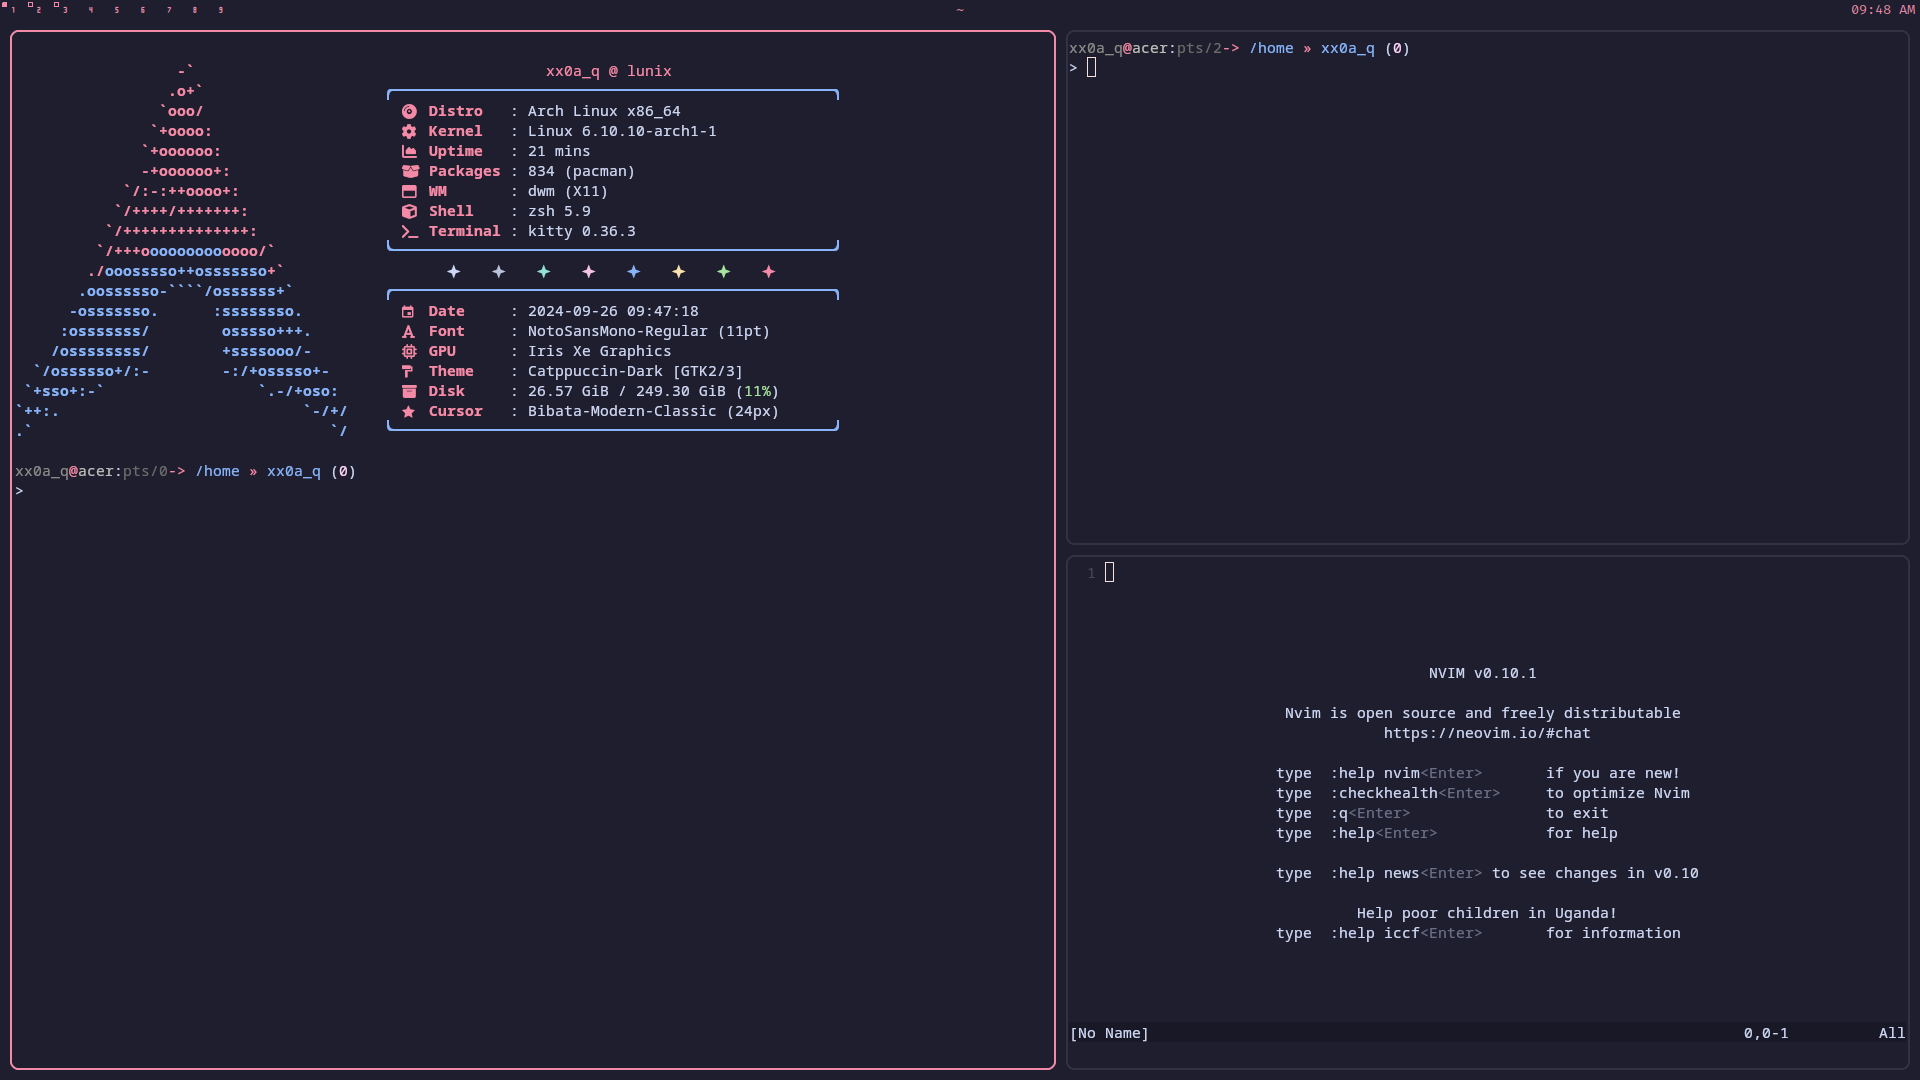 1 2 3 4 5 6 7 8 9 ~ 09:48 AM
-`
.o+`
`ooo/
`+oooo:
`+oooooo:
-+oooooo+:
`/:-:++oooo+:
`/++++/+++++++:
`/++++++++++++++:
`/+++ooooooooooooo/`
./ooosssso++osssssso+`
.oossssso-````/ossssss+`
-osssssso. :ssssssso.
:osssssss/ osssso+++.
/ossssssss/ +ssssooo/-
`/ossssso+/:- -:/+osssso+-
`+sso+:-` `.-/+oso:
`++:. `-/+/
.` `/
xx0a_q @ lunix
Distro : Arch Linux x86_64
Kernel : Linux 6.10.10-arch1-1
Uptime : 21 mins
Packages : 834 (pacman)
WM : dwm (X11)
Shell : zsh 5.9
Terminal : kitty 0.36.3
Date : 2024-09-26 09:47:18
Font : NotoSansMono-Regular (11pt)
GPU : Iris Xe Graphics
Theme : Catppuccin-Dark [GTK2/3]
Disk : 26.57 GiB / 249.30 GiB (11%)
Cursor : Bibata-Modern-Classic (24px)
xx0a_q@acer:pts/0-> /home » xx0a_q (0)
>
xx0a_q@acer:pts/2-> /home » xx0a_q (0)
>
1
NVIM v0.10.1
Nvim is open source and freely distributable
https://neovim.io/#chat
type :help nvim<Enter> if you are new!
type :checkhealth<Enter> to optimize Nvim
type :q<Enter> to exit
type :help<Enter> for help
type :help news<Enter> to see changes in v0.10
Help poor children in Uganda!
type :help iccf<Enter> for information
[No Name] 0,0-1 All